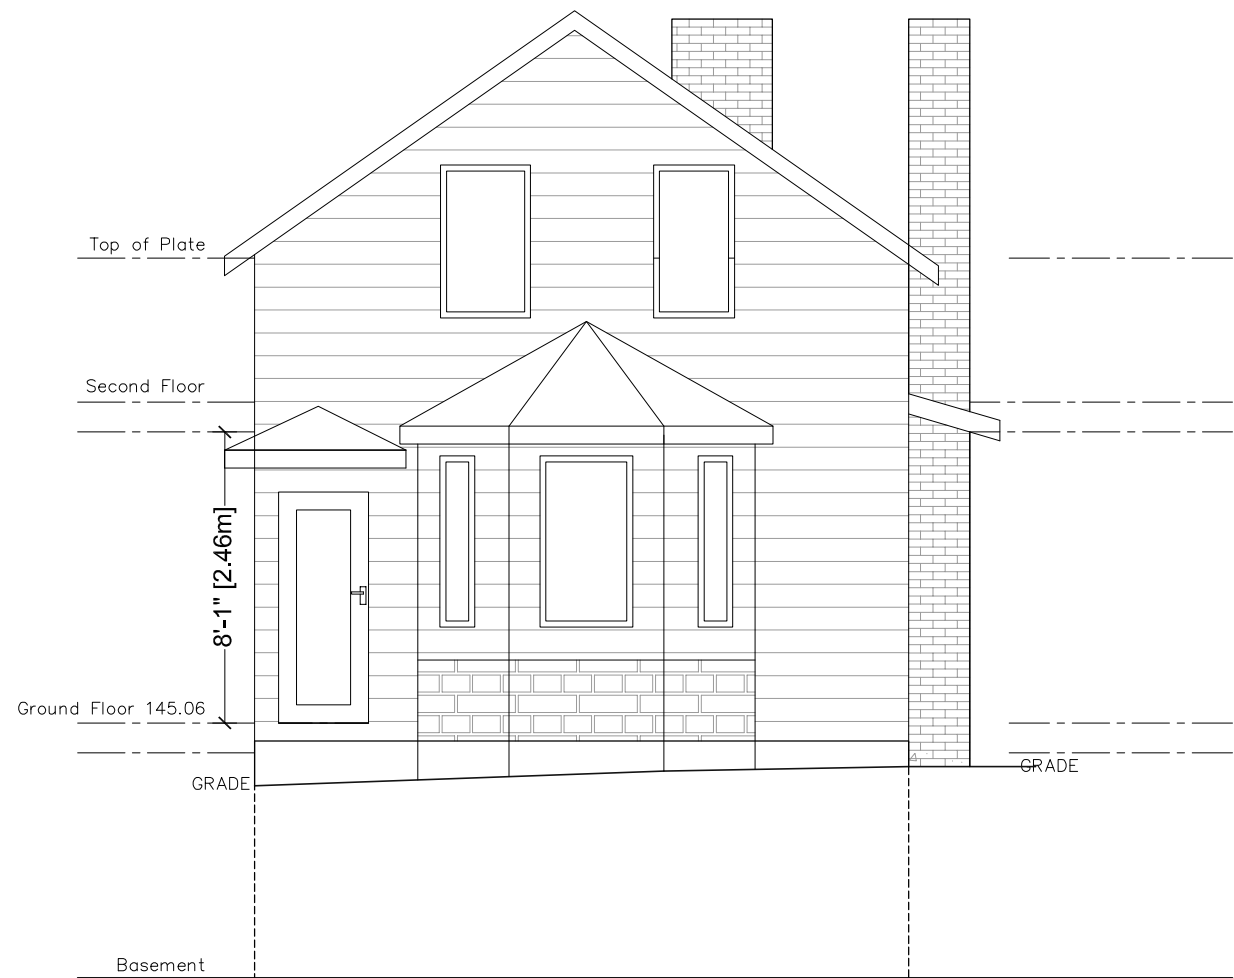 Top of Plate
Second Floor
8'-1" [2.46m]
Ground Floor 145.06
GRADE
GRADE
Basement